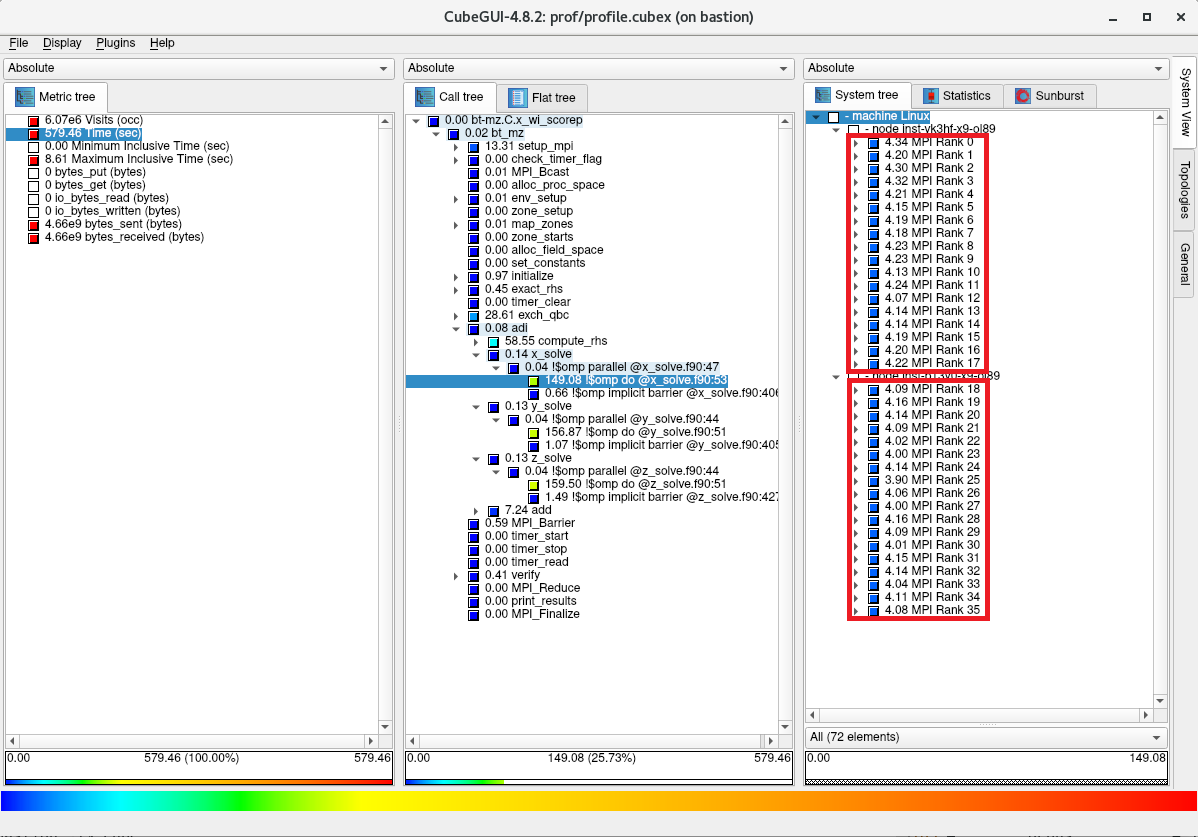 CubeGUI-4.8.2: prof/profile.cubex (on bastion)
File Display Plugins Help
Absolute
Metric tree
6.07e6 Visits (occ)
579.46 Time (sec)
0.00 Minimum Inclusive Time (sec)
8.61 Maximum Inclusive Time (sec)
0 bytes_put (bytes)
0 bytes_get (bytes)
0 io_bytes_read (bytes)
0 io_bytes_written (bytes)
4.66e9 bytes_sent (bytes)
4.66e9 bytes_received (bytes)
0.00 579.46 (100.00%) 579.46
Absolute
Call tree Flat tree
0.00 bt-mz.C.x_wi_scorep
0.02 bt_mz
13.31 setup_mpi
0.00 check_timer_flag
0.01 MPI_Bcast
0.00 alloc_proc_space
0.01 env_setup
0.00 zone_setup
0.01 map_zones
0.00 zone_starts
0.00 alloc_field_space
0.00 set_constants
0.97 initialize
0.45 exact_rhs
0.00 timer_clear
28.61 exch_qbc
0.08 adi
58.55 compute_rhs
0.14 x_solve
0.04 !$omp parallel @x_solve.f90:47
149.08 !$omp do @x_solve.f90:53
0.66 !$omp implicit barrier @x_solve.f90:406
0.13 y_solve
0.04 !$omp parallel @y_solve.f90:44
156.87 !$omp do @y_solve.f90:51
1.07 !$omp implicit barrier @y_solve.f90:405
0.13 z_solve
0.04 !$omp parallel @z_solve.f90:44
159.50 !$omp do @z_solve.f90:51
1.49 !$omp implicit barrier @z_solve.f90:427
7.24 add
0.59 MPI_Barrier
0.00 timer_start
0.00 timer_stop
0.00 timer_read
0.41 verify
0.00 MPI_Reduce
0.00 print_results
0.00 MPI_Finalize
0.00 149.08 (25.73%) 579.46
Absolute
System tree Statistics Sunburst
- machine Linux
- node inst-vk3hf-x9-ol89
4.34 MPI Rank 0
4.20 MPI Rank 1
4.30 MPI Rank 2
4.32 MPI Rank 3
4.21 MPI Rank 4
4.15 MPI Rank 5
4.19 MPI Rank 6
4.18 MPI Rank 7
4.23 MPI Rank 8
4.23 MPI Rank 9
4.13 MPI Rank 10
4.24 MPI Rank 11
4.07 MPI Rank 12
4.14 MPI Rank 13
4.14 MPI Rank 14
4.19 MPI Rank 15
4.20 MPI Rank 16
4.22 MPI Rank 17
- node
4.09 MPI Rank 18
4.16 MPI Rank 19
4.14 MPI Rank 20
4.09 MPI Rank 21
4.02 MPI Rank 22
4.00 MPI Rank 23
4.14 MPI Rank 24
3.90 MPI Rank 25
4.06 MPI Rank 26
4.00 MPI Rank 27
4.16 MPI Rank 28
4.09 MPI Rank 29
4.01 MPI Rank 30
4.15 MPI Rank 31
4.14 MPI Rank 32
4.04 MPI Rank 33
4.11 MPI Rank 34
4.08 MPI Rank 35
All (72 elements)
0.00 149.08
System View
Topologies
General